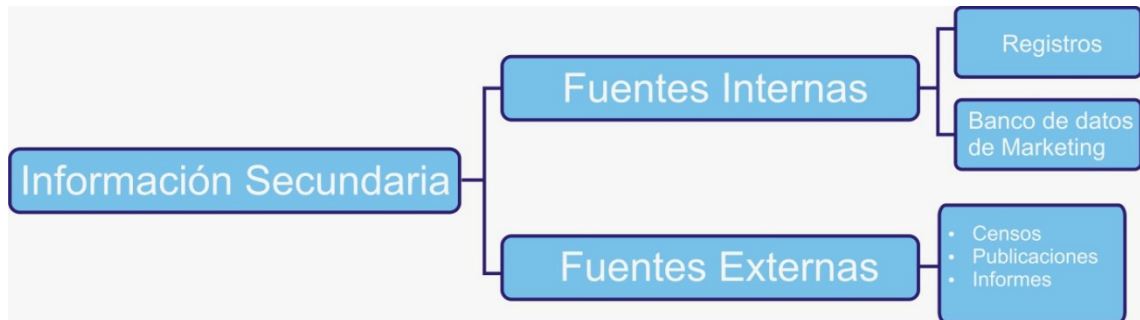 Información Secundaria
Fuentes Internas
Registros
Banco de datos
de Marketing
Fuentes Externas
• Censos
• Publicaciones
• Informes